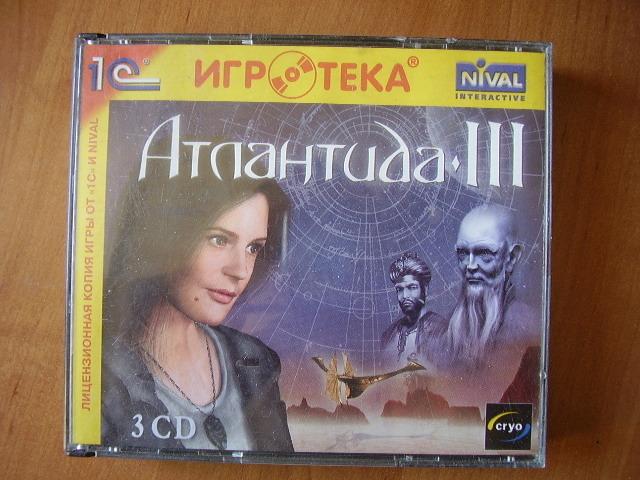 1С®
ИГРОТЕКА®
NIVAL
INTERACTIVE
ЛИЦЕНЗИОННАЯ КОПИЯ ИГРЫ ОТ «1С» И NIVAL
Атлантида·III
3 CD
cryo